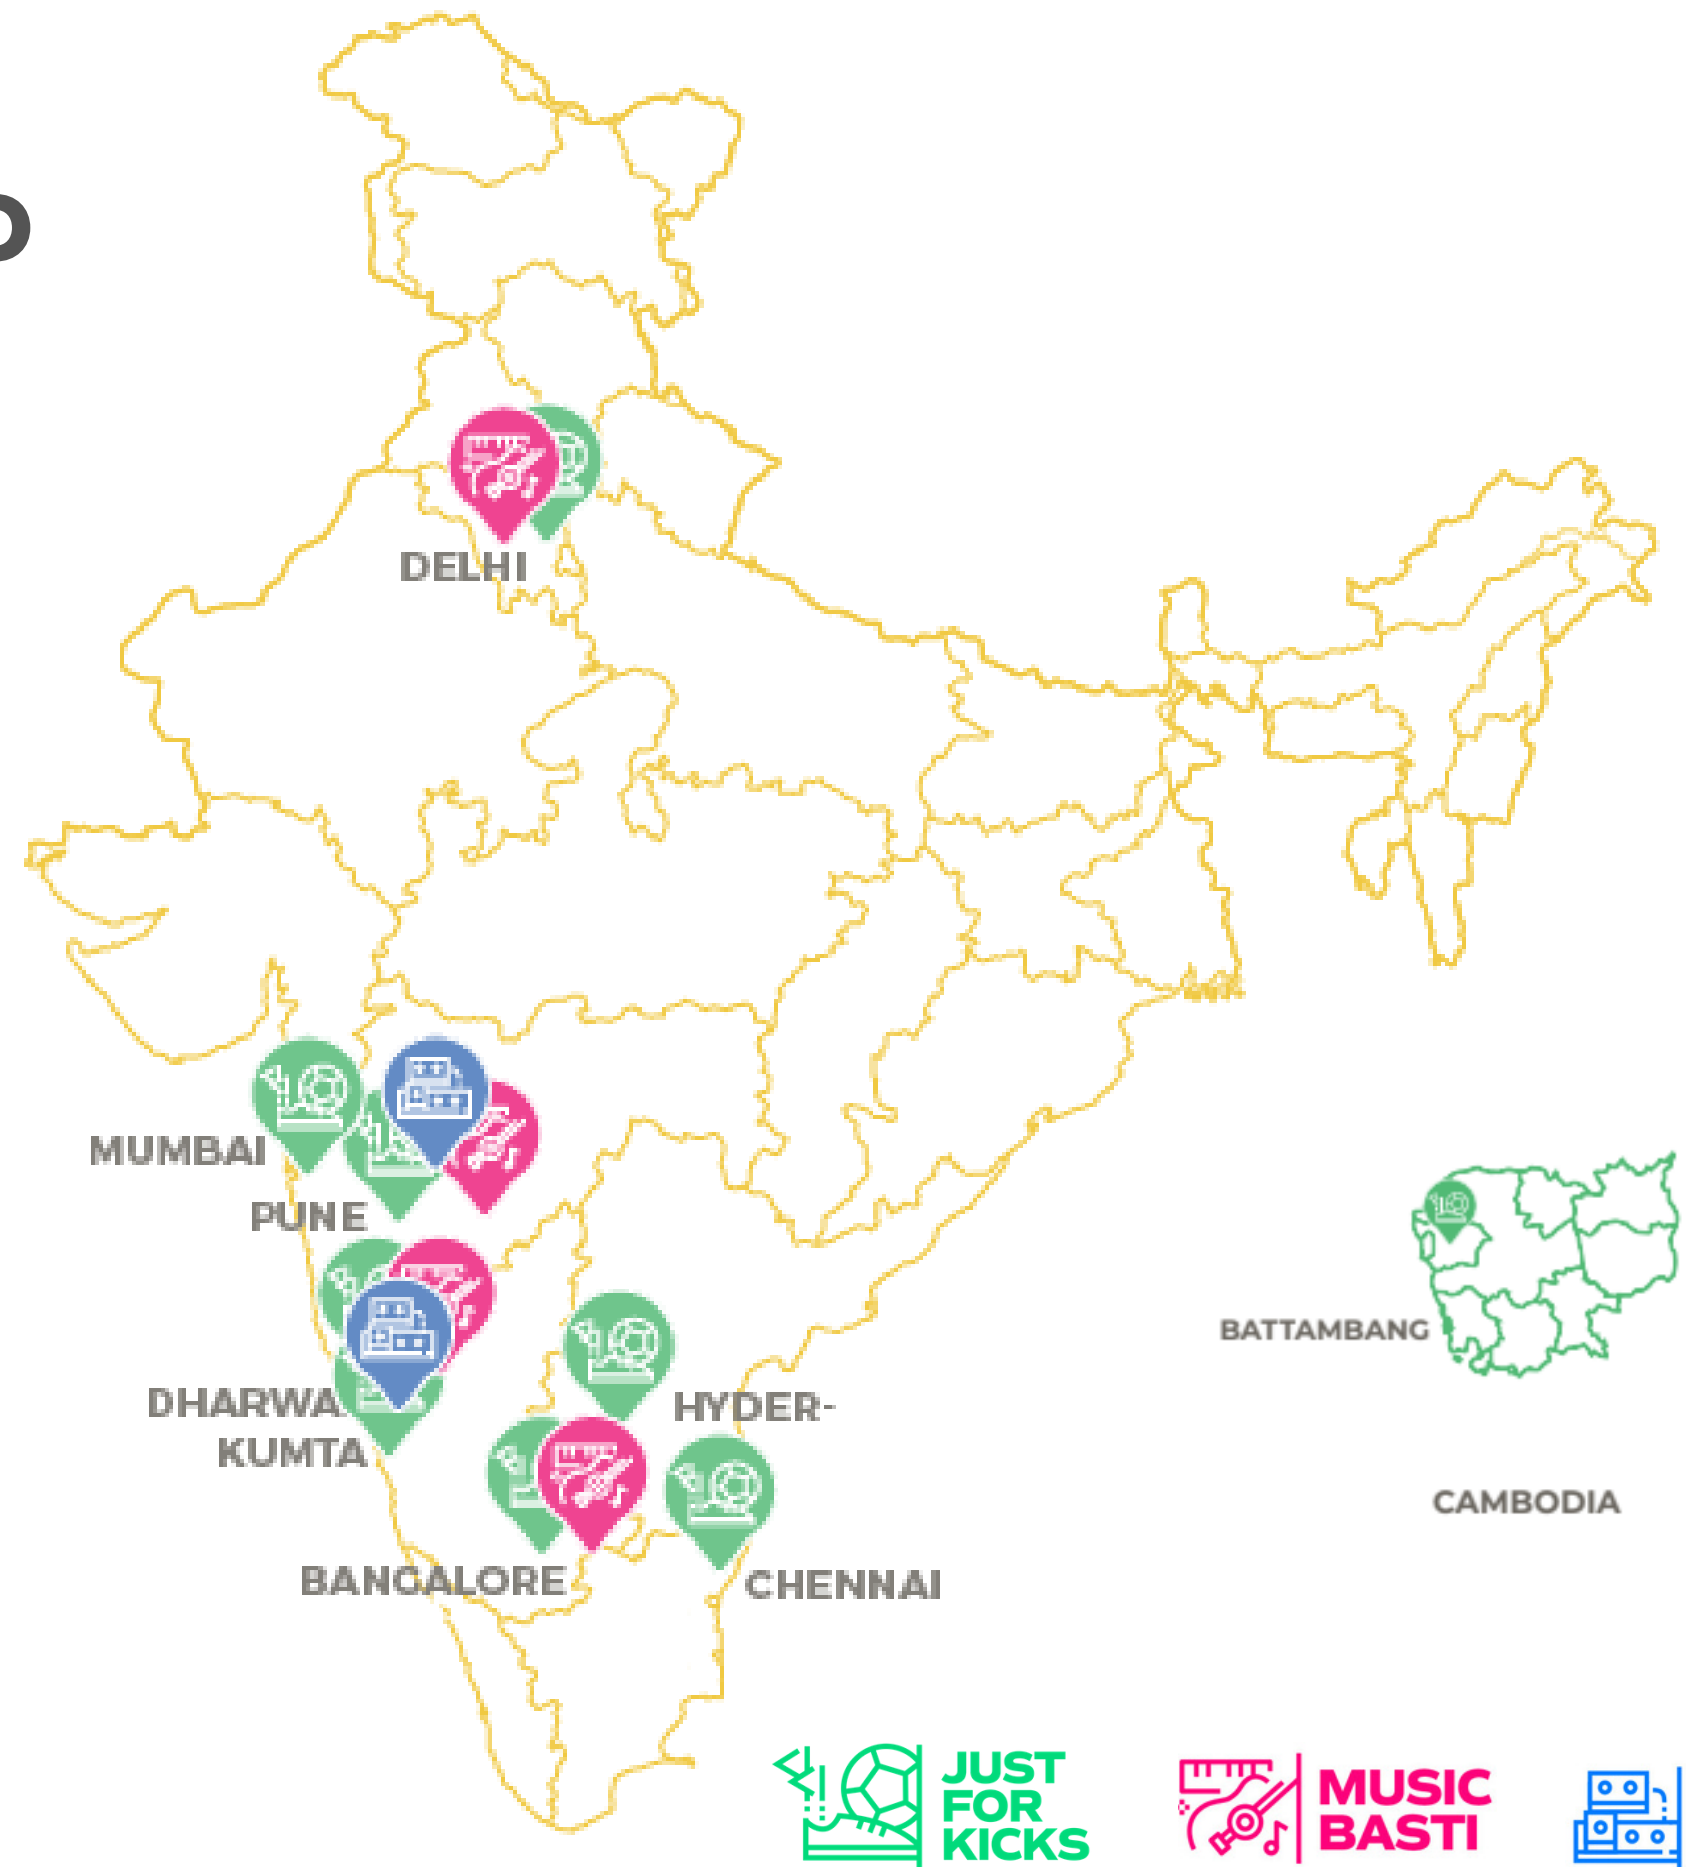 DELHI
MUMBAI
PUNE
DHARWA
KUMTA
HYDER-
BANGALORE
CHENNAI
BATTAMBANG
CAMBODIA
JUST
FOR
KICKS
MUSIC
BASTI